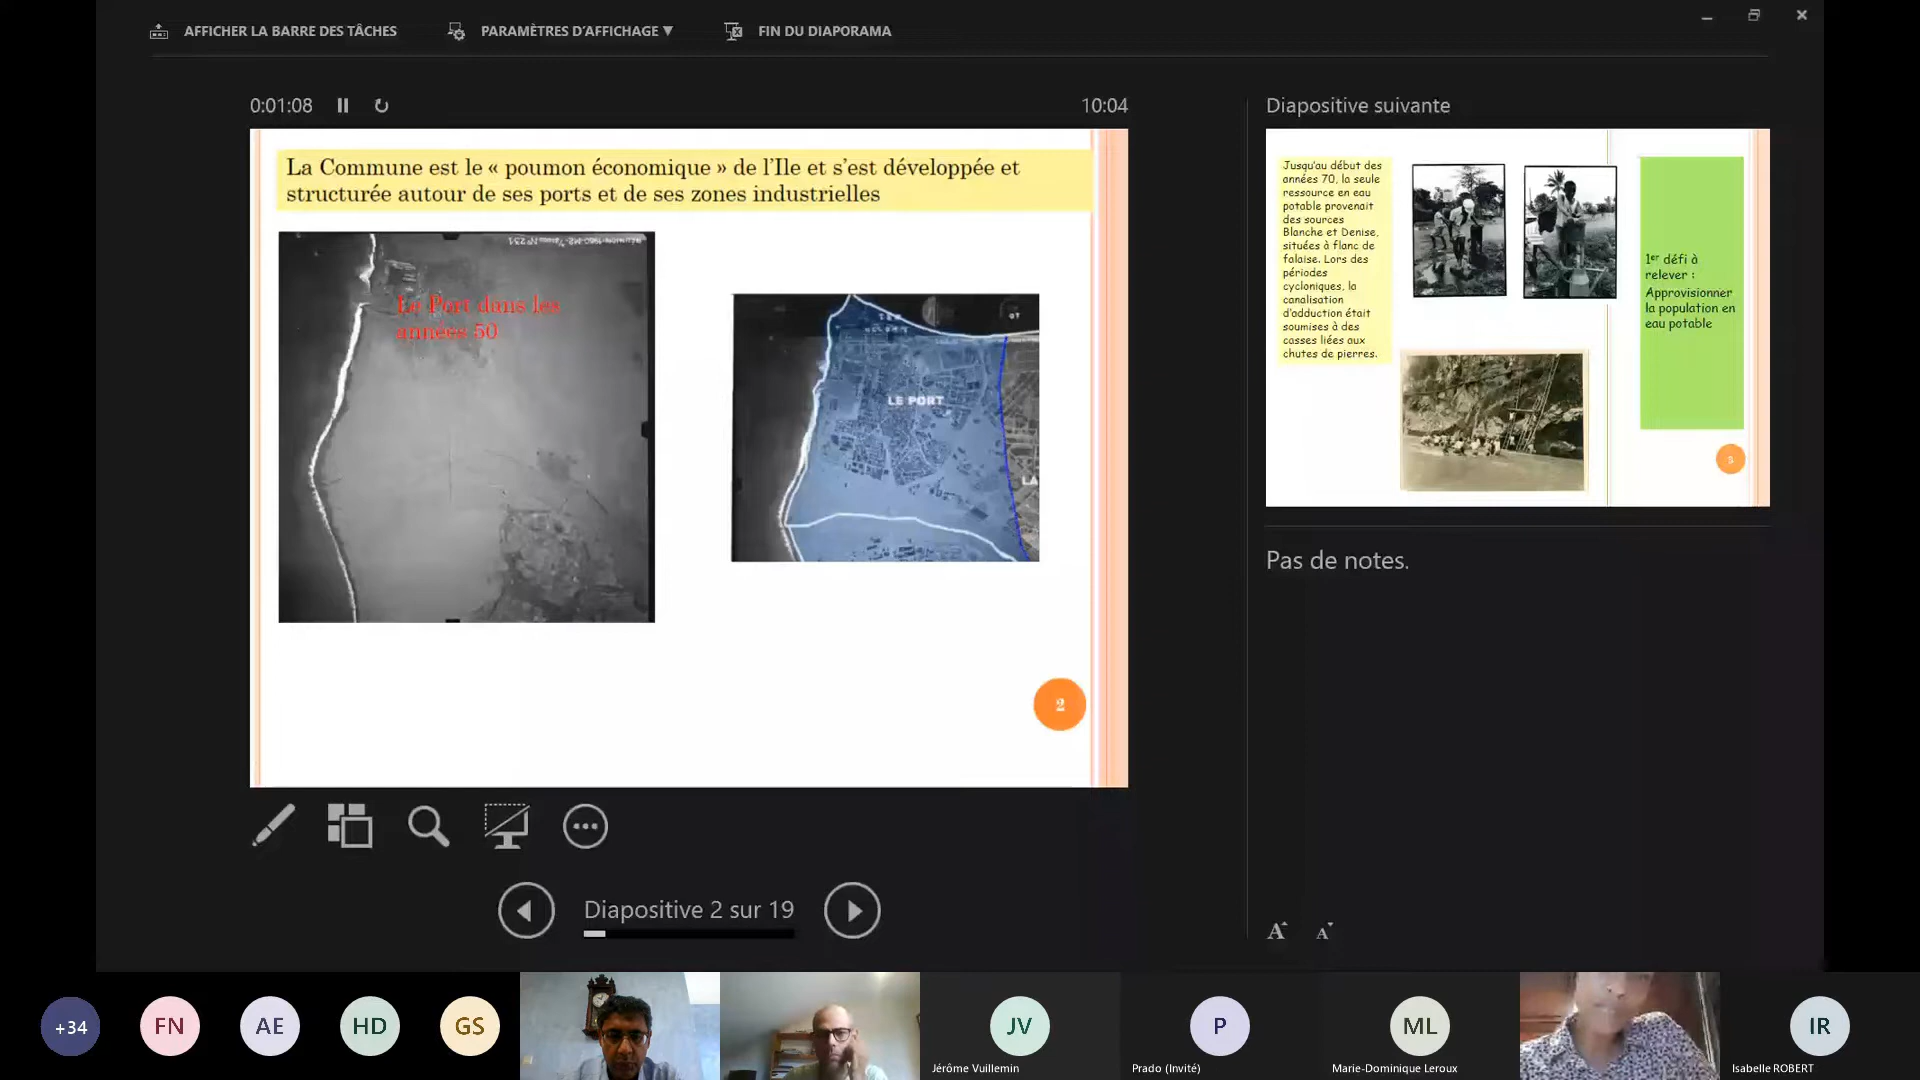 AFFICHER LA BARRE DES TÂCHES
PARAMÈTRES D'AFFICHAGE ▼
FIN DU DIAPORAMA
0:01:08
10:04
La Commune est le « poumon économique » de l'Ile et s'est développée et
structurée autour de ses ports et de ses zones industrielles
Le Port dans les
années 50
LE PORT
LA
2
Diapositive 2 sur 19
Diapositive suivante
Jusqu'au début des
années 70, la seule
ressource en eau
potable provenait
des sources
Blanche et Denise,
situées à flanc de
falaise. Lors des
périodes
cycloniques, la
canalisation
d'adduction était
soumises à des
casses liées aux
chutes de pierres.
1er défi à
relever :
Approvisionner
la population en
eau potable
3
Pas de notes.
A A
+34
FN
AE
HD
GS
JV
Jérôme Vuillemin
P
Prado (Invité)
ML
Marie-Dominique Leroux
IR
Isabelle ROBERT